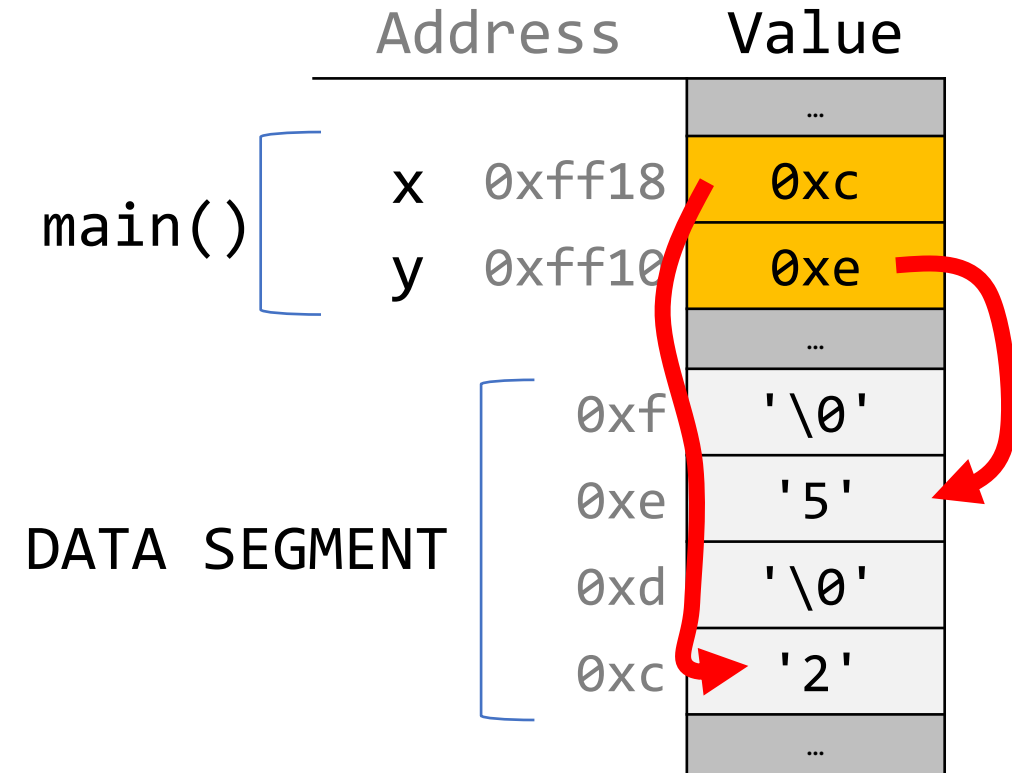 Address Value
…
main()
x 0xff18 0xc
y 0xff10 0xe
…
0xf '\0'
0xe '5'
DATA SEGMENT
0xd '\0'
0xc '2'
…